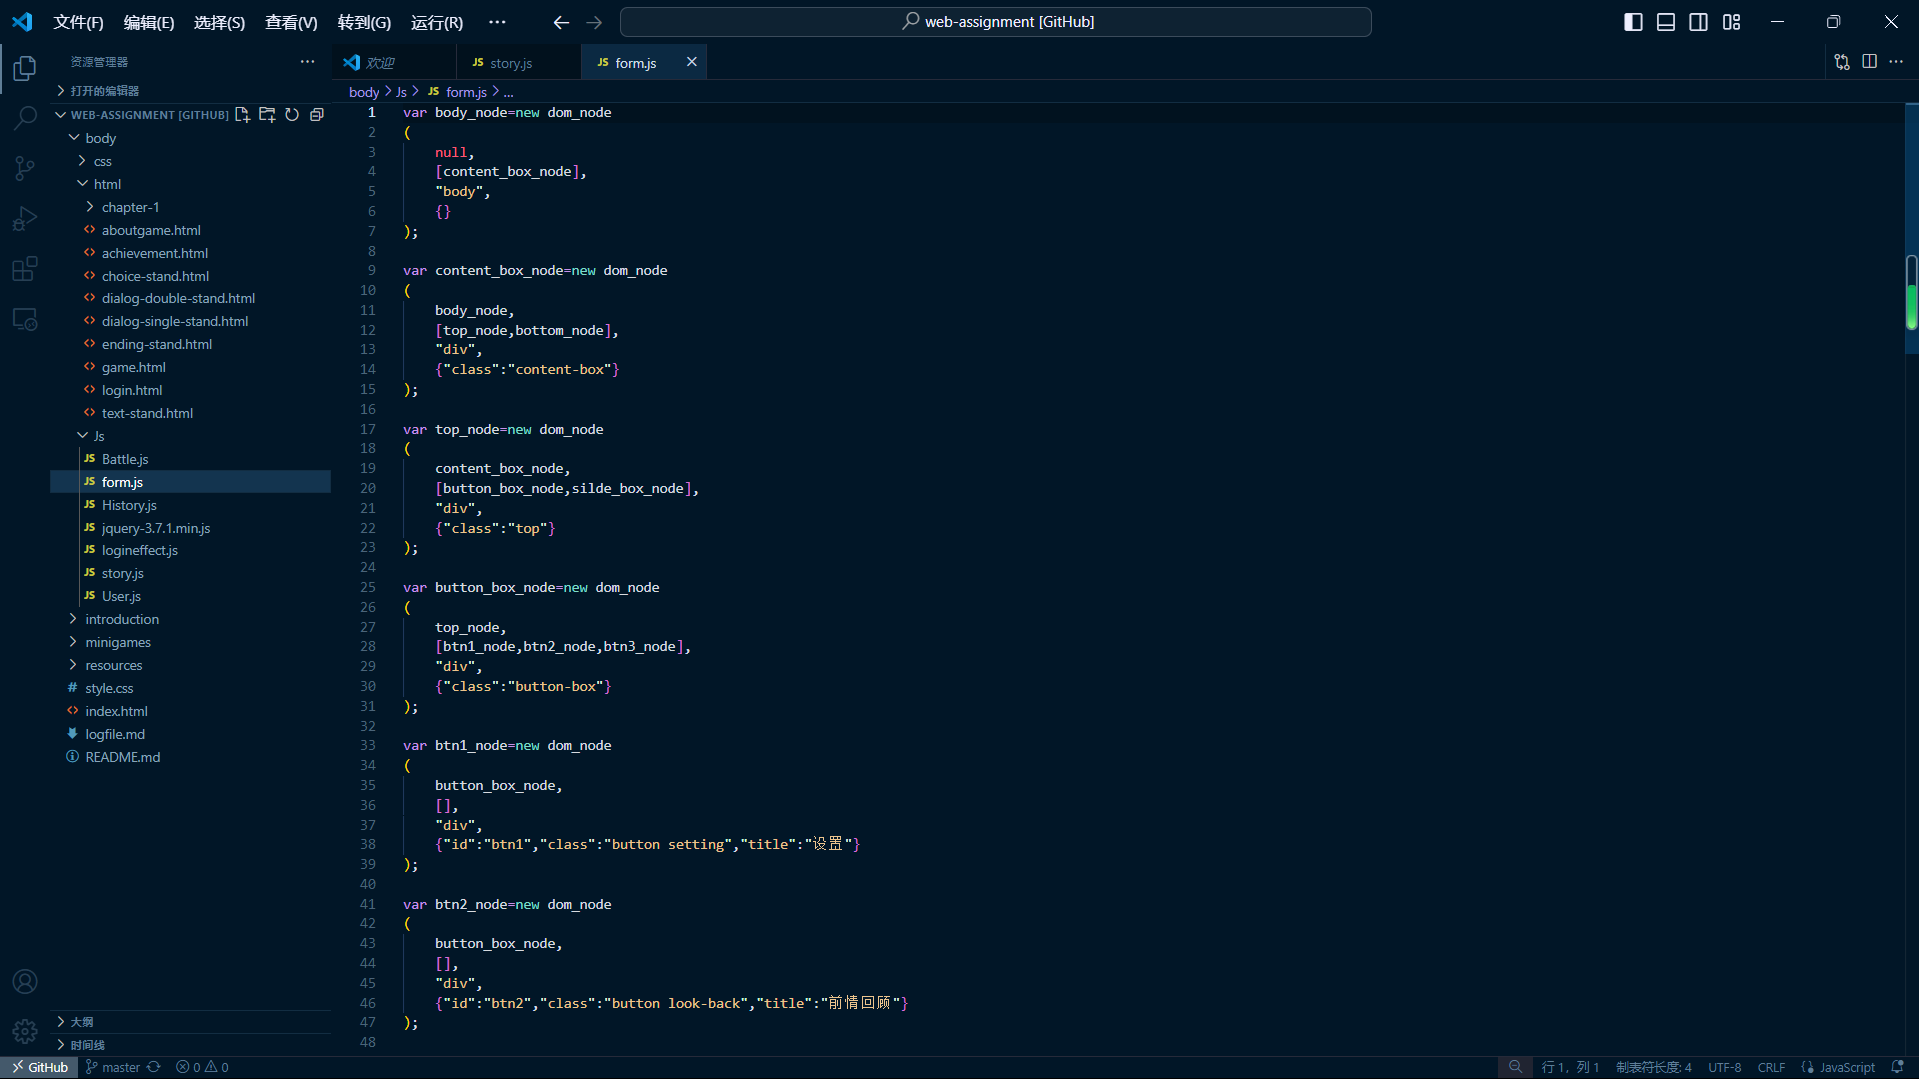 文件(F) 编辑(E) 选择(S) 查看(V) 转到(G) 运行(R) ··· web-assignment [GitHub]
资源管理器 ···
欢迎 JS story.js JS form.js
打开的编辑器
body > Js > JS form.js > ...
WEB-ASSIGNMENT [GITHUB]
body
css
html
chapter-1
aboutgame.html
achievement.html
choice-stand.html
dialog-double-stand.html
dialog-single-stand.html
ending-stand.html
game.html
login.html
text-stand.html
Js
JS Battle.js
JS form.js
JS History.js
JS jquery-3.7.1.min.js
JS logineffect.js
JS story.js
JS User.js
introduction
minigames
resources
# style.css
index.html
logfile.md
README.md
大纲
时间线
1 var body_node=new dom_node
2 (
3 null,
4 [content_box_node],
5 "body",
6 {}
7 );
8
9 var content_box_node=new dom_node
10 (
11 body_node,
12 [top_node,bottom_node],
13 "div",
14 {"class":"content-box"}
15 );
16
17 var top_node=new dom_node
18 (
19 content_box_node,
20 [button_box_node,silde_box_node],
21 "div",
22 {"class":"top"}
23 );
24
25 var button_box_node=new dom_node
26 (
27 top_node,
28 [btn1_node,btn2_node,btn3_node],
29 "div",
30 {"class":"button-box"}
31 );
32
33 var btn1_node=new dom_node
34 (
35 button_box_node,
36 [],
37 "div",
38 {"id":"btn1","class":"button setting","title":"设置"}
39 );
40
41 var btn2_node=new dom_node
42 (
43 button_box_node,
44 [],
45 "div",
46 {"id":"btn2","class":"button look-back","title":"前情回顾"}
47 );
48
GitHub master 0 0 行 1，列 1 制表符长度: 4 UTF-8 CRLF JavaScript